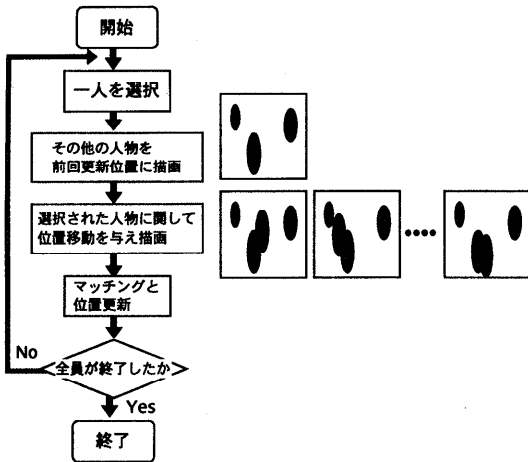 開始
一人を選択
その他の人物を
前回更新位置に描画
選択された人物に関して
位置移動を与え描画
マッチングと
位置更新
No
全員が終了したか
Yes
終了